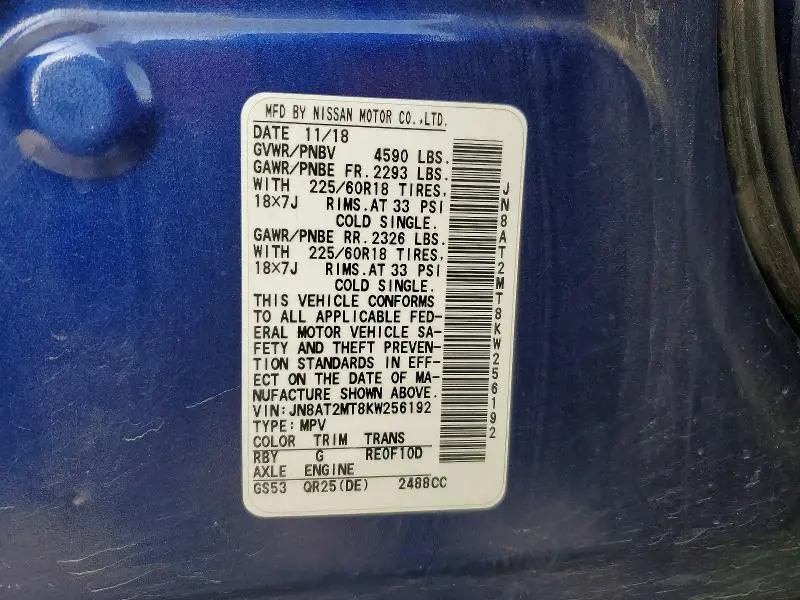 MFD BY NISSAN MOTOR CO.,LTD.
DATE 11/18
GVWR/PNBV 4590 LBS.
GAWR/PNBE FR.2293 LBS.
WITH 225/60R18 TIRES.
18X7J RIMS.AT 33 PSI
COLD SINGLE.
GAWR/PNBE RR.2326 LBS.
WITH 225/60R18 TIRES.
18X7J RIMS.AT 33 PSI
COLD SINGLE.
THIS VEHICLE CONFORMS
TO ALL APPLICABLE FED-
ERAL MOTOR VEHICLE SA-
FETY AND THEFT PREVEN-
TION STANDARDS IN EFF-
ECT ON THE DATE OF MA-
NUFACTURE SHOWN ABOVE.
VIN:JN8AT2MT8KW256192
TYPE:MPV
COLOR TRIM TRANS
RBY G RE0F10D
AXLE ENGINE
GS53 QR25(DE) 2488CC
JN8AT2MT8KW256192